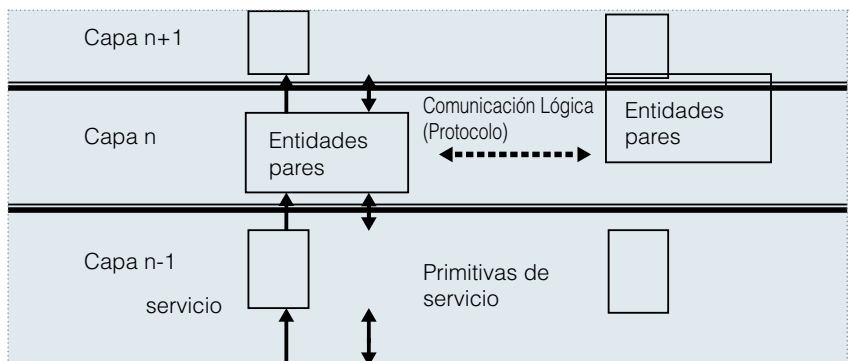 Capa n+1
Comunicación Lógica
(Protocolo)
Capa n
Entidades
pares
Entidades
pares
Capa n-1
servicio
Primitivas de
servicio